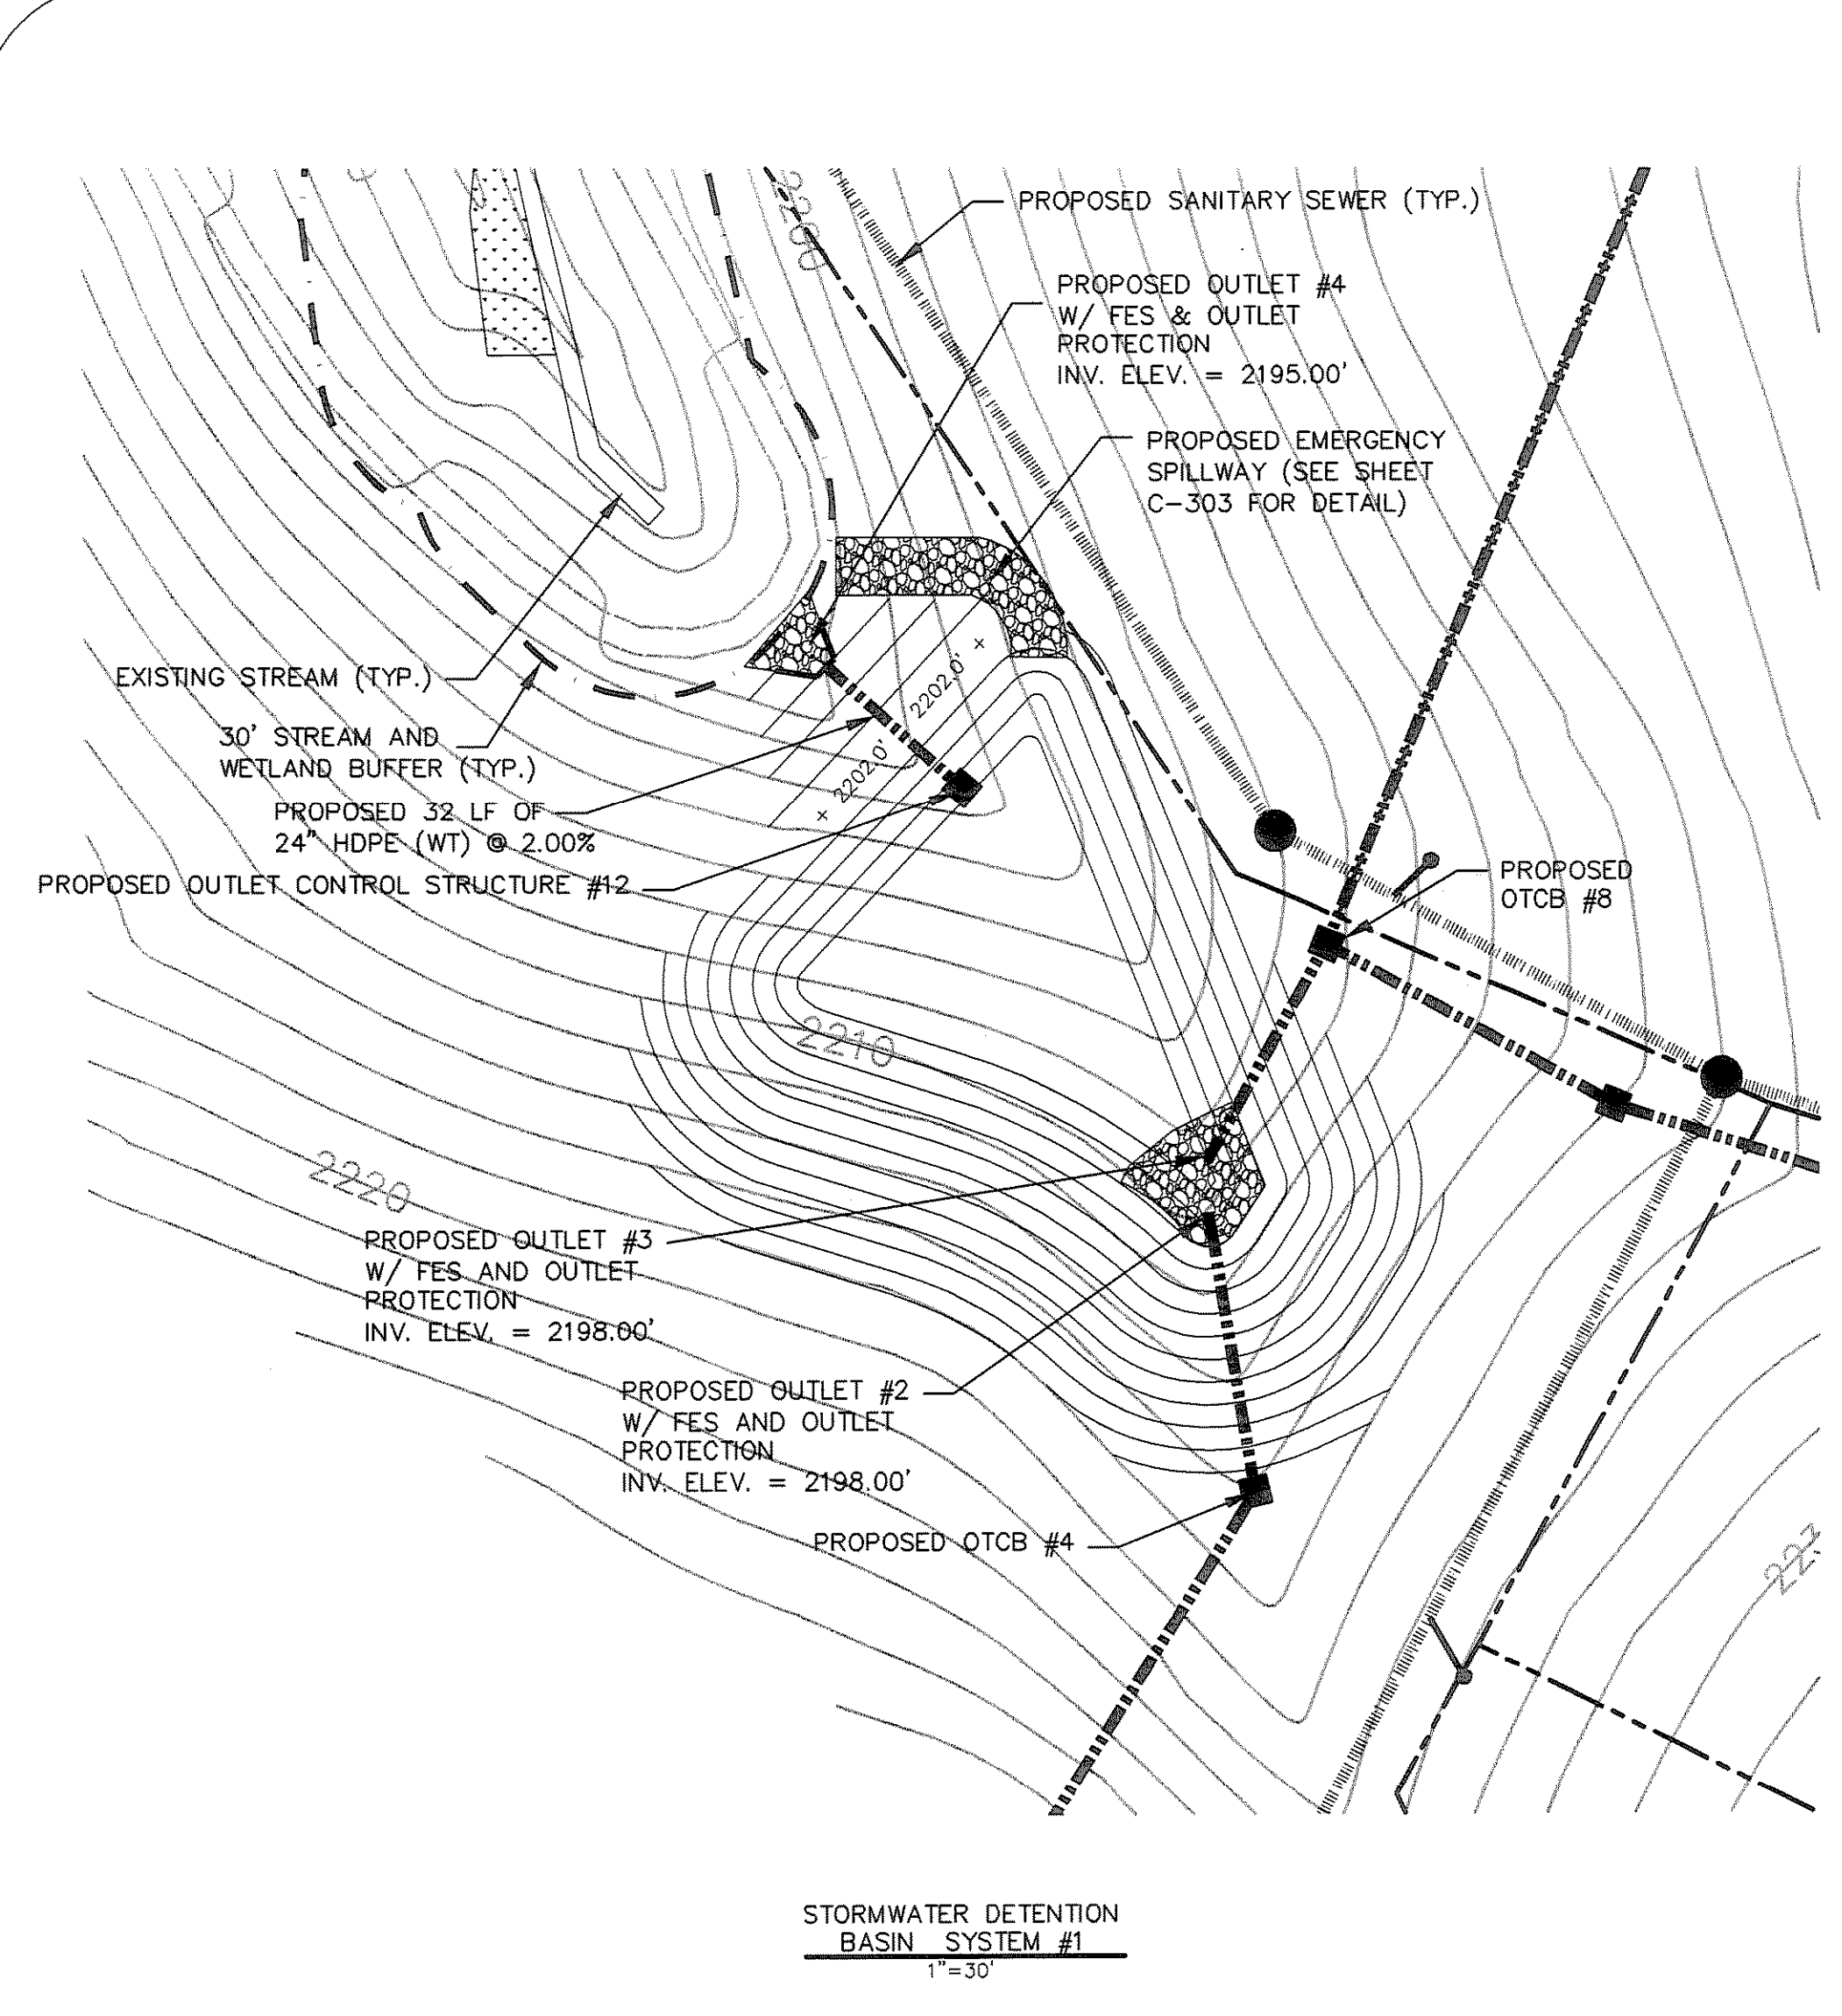 PROPOSED SANITARY SEWER (TYP.)
PROPOSED OUTLET #4
W/ FES & OUTLET
PROTECTION
INV. ELEV. = 2195.00'
PROPOSED EMERGENCY
SPILLWAY (SEE SHEET
C-303 FOR DETAIL)
2202.0'
2202.0'
EXISTING STREAM (TYP.)
30' STREAM AND
WETLAND BUFFER (TYP.)
PROPOSED 32 LF OF
24" HDPE (WT) @ 2.00%
PROPOSED OUTLET CONTROL STRUCTURE #12
PROPOSED
OTCB #8
2210
2220
PROPOSED OUTLET #3
W/ FES AND OUTLET
PROTECTION
INV. ELEV. = 2198.00'
PROPOSED OUTLET #2
W/ FES AND OUTLET
PROTECTION
INV. ELEV. = 2198.00'
PROPOSED OTCB #4
STORMWATER DETENTION
BASIN SYSTEM #1
1"=30'